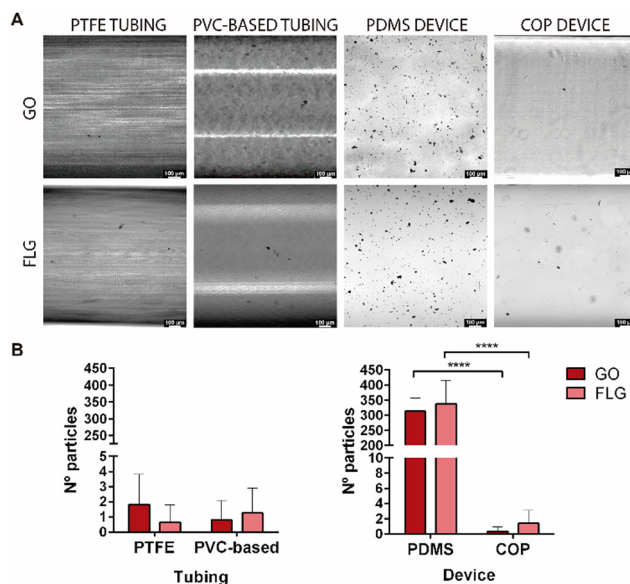 A
PTFE TUBING PVC-BASED TUBING PDMS DEVICE COP DEVICE
GO
100 µm 100 µm 100 µm
FLG
100 µm 100 µm 100 µm
B
Nº particles
450
400
350
300
250
5
4
3
2
1
0
PTFE PVC-based
Tubing
Nº particles
450
400
350
300
250
200
10
8
6
4
2
0
PDMS COP
Device
****
****
GO
FLG